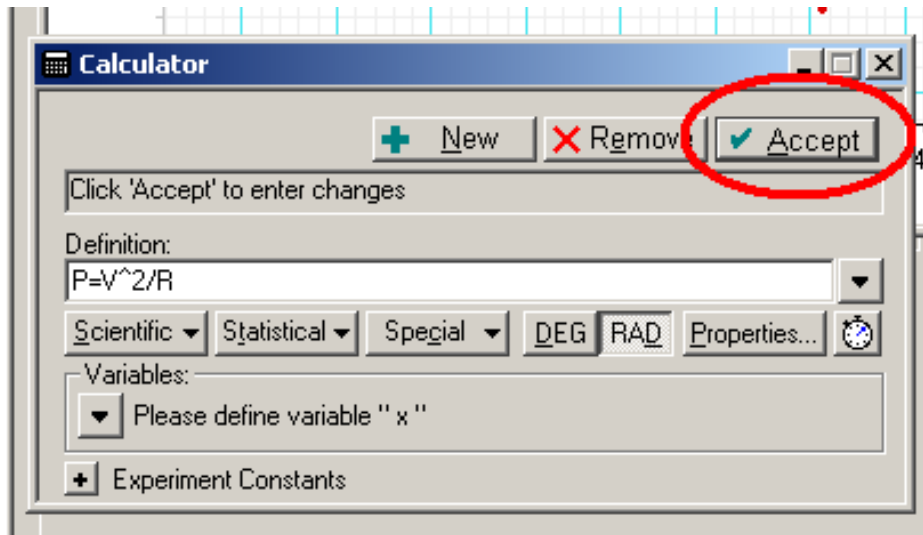 Calculator
New Remove Accept
Click 'Accept' to enter changes
Definition:
P=V^2/R
Scientific Statistical Special DEG RAD Properties...
Variables:
Please define variable " x "
Experiment Constants